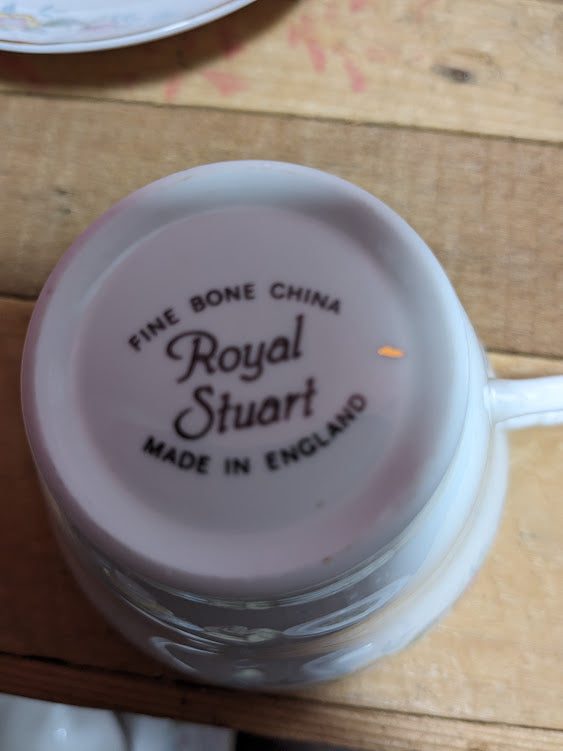 FINE BONE CHINA
Royal
Stuart
MADE IN ENGLAND